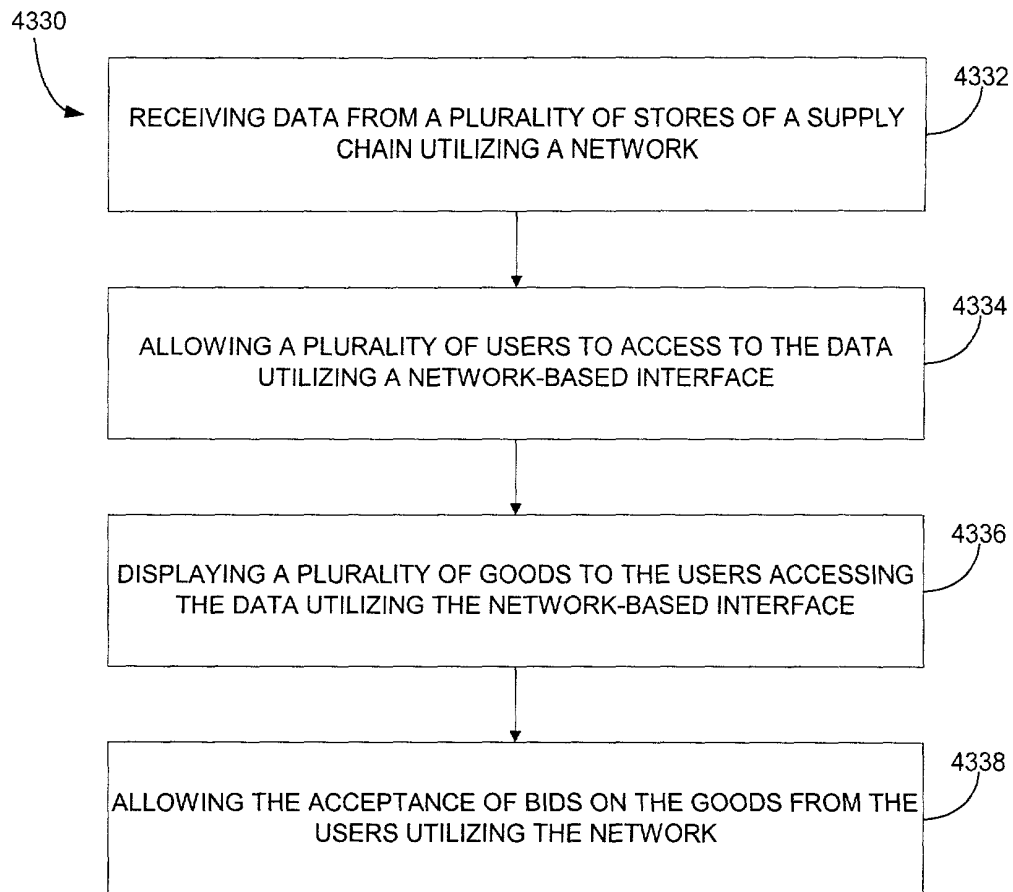 4330
4332
RECEIVING DATA FROM A PLURALITY OF STORES OF A SUPPLY
CHAIN UTILIZING A NETWORK
4334
ALLOWING A PLURALITY OF USERS TO ACCESS TO THE DATA
UTILIZING A NETWORK-BASED INTERFACE
4336
DISPLAYING A PLURALITY OF GOODS TO THE USERS ACCESSING
THE DATA UTILIZING THE NETWORK-BASED INTERFACE
4338
ALLOWING THE ACCEPTANCE OF BIDS ON THE GOODS FROM THE
USERS UTILIZING THE NETWORK